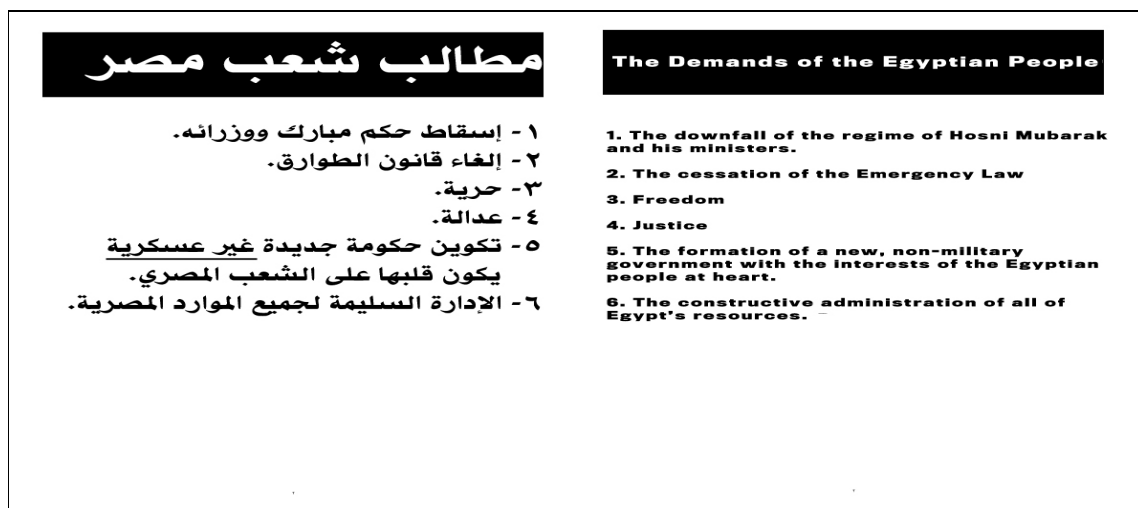 مطالب شعب مصر
١- إسقاط حكم مبارك ووزرائه.
٢- إلغاء قانون الطوارق.
٣- حرية.
٤- عدالة.
٥- تكوين حكومة جديدة غير عسكرية
يكون قلبها على الشعب المصري.
٦- الإدارة السليمة لجميع الموارد المصرية.
The Demands of the Egyptian People
1. The downfall of the regime of Hosni Mubarak
and his ministers.
2. The cessation of the Emergency Law
3. Freedom
4. Justice
5. The formation of a new, non-military
government with the interests of the Egyptian
people at heart.
6. The constructive administration of all of
Egypt's resources.